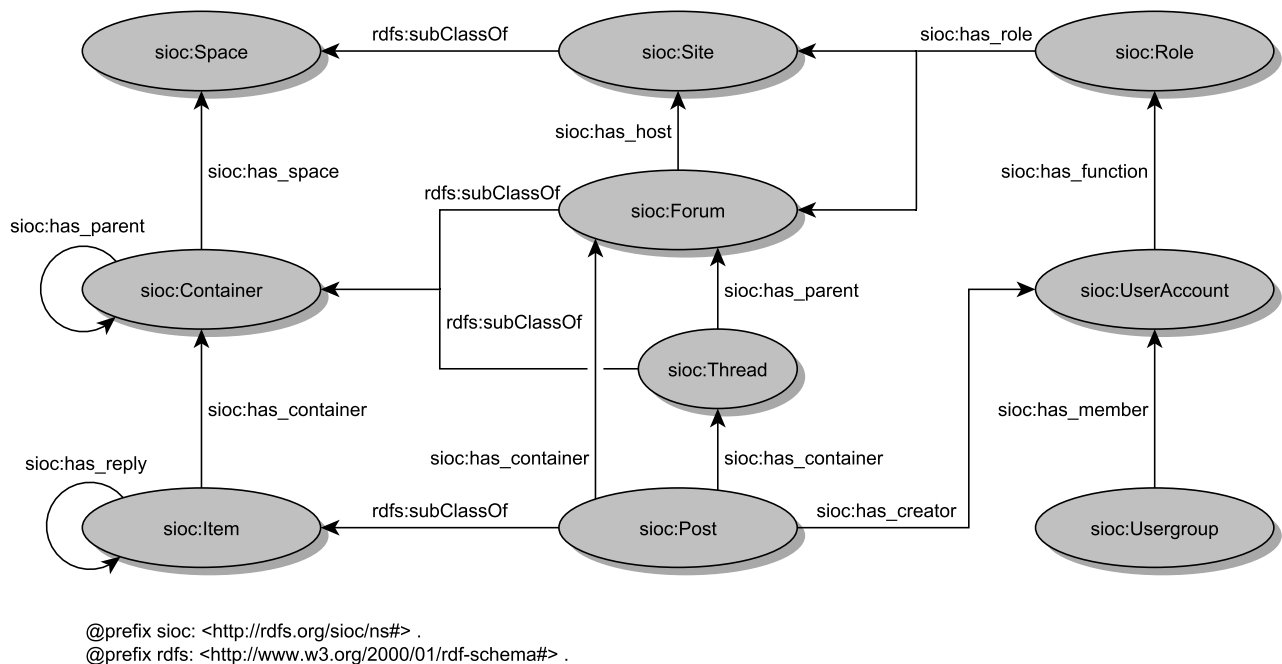 sioc:Space
rdfs:subClassOf
sioc:Site
sioc:has_role
sioc:Role
sioc:has_host
sioc:has_space
rdfs:subClassOf
sioc:Forum
sioc:has_function
sioc:has_parent
sioc:Container
sioc:has_parent
sioc:UserAccount
rdfs:subClassOf
sioc:Thread
sioc:has_container
sioc:has_member
sioc:has_reply
sioc:has_container
sioc:has_container
sioc:Item
rdfs:subClassOf
sioc:Post
sioc:has_creator
sioc:Usergroup
@prefix sioc: <http://rdfs.org/sioc/ns#> .
@prefix rdfs: <http://www.w3.org/2000/01/rdf-schema#> .